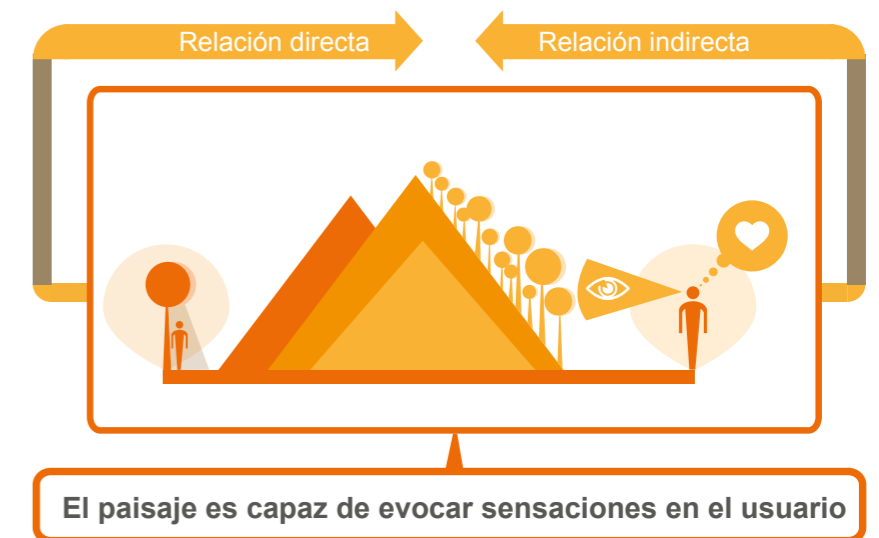 Relación directa
Relación indirecta
El paisaje es capaz de evocar sensaciones en el usuario